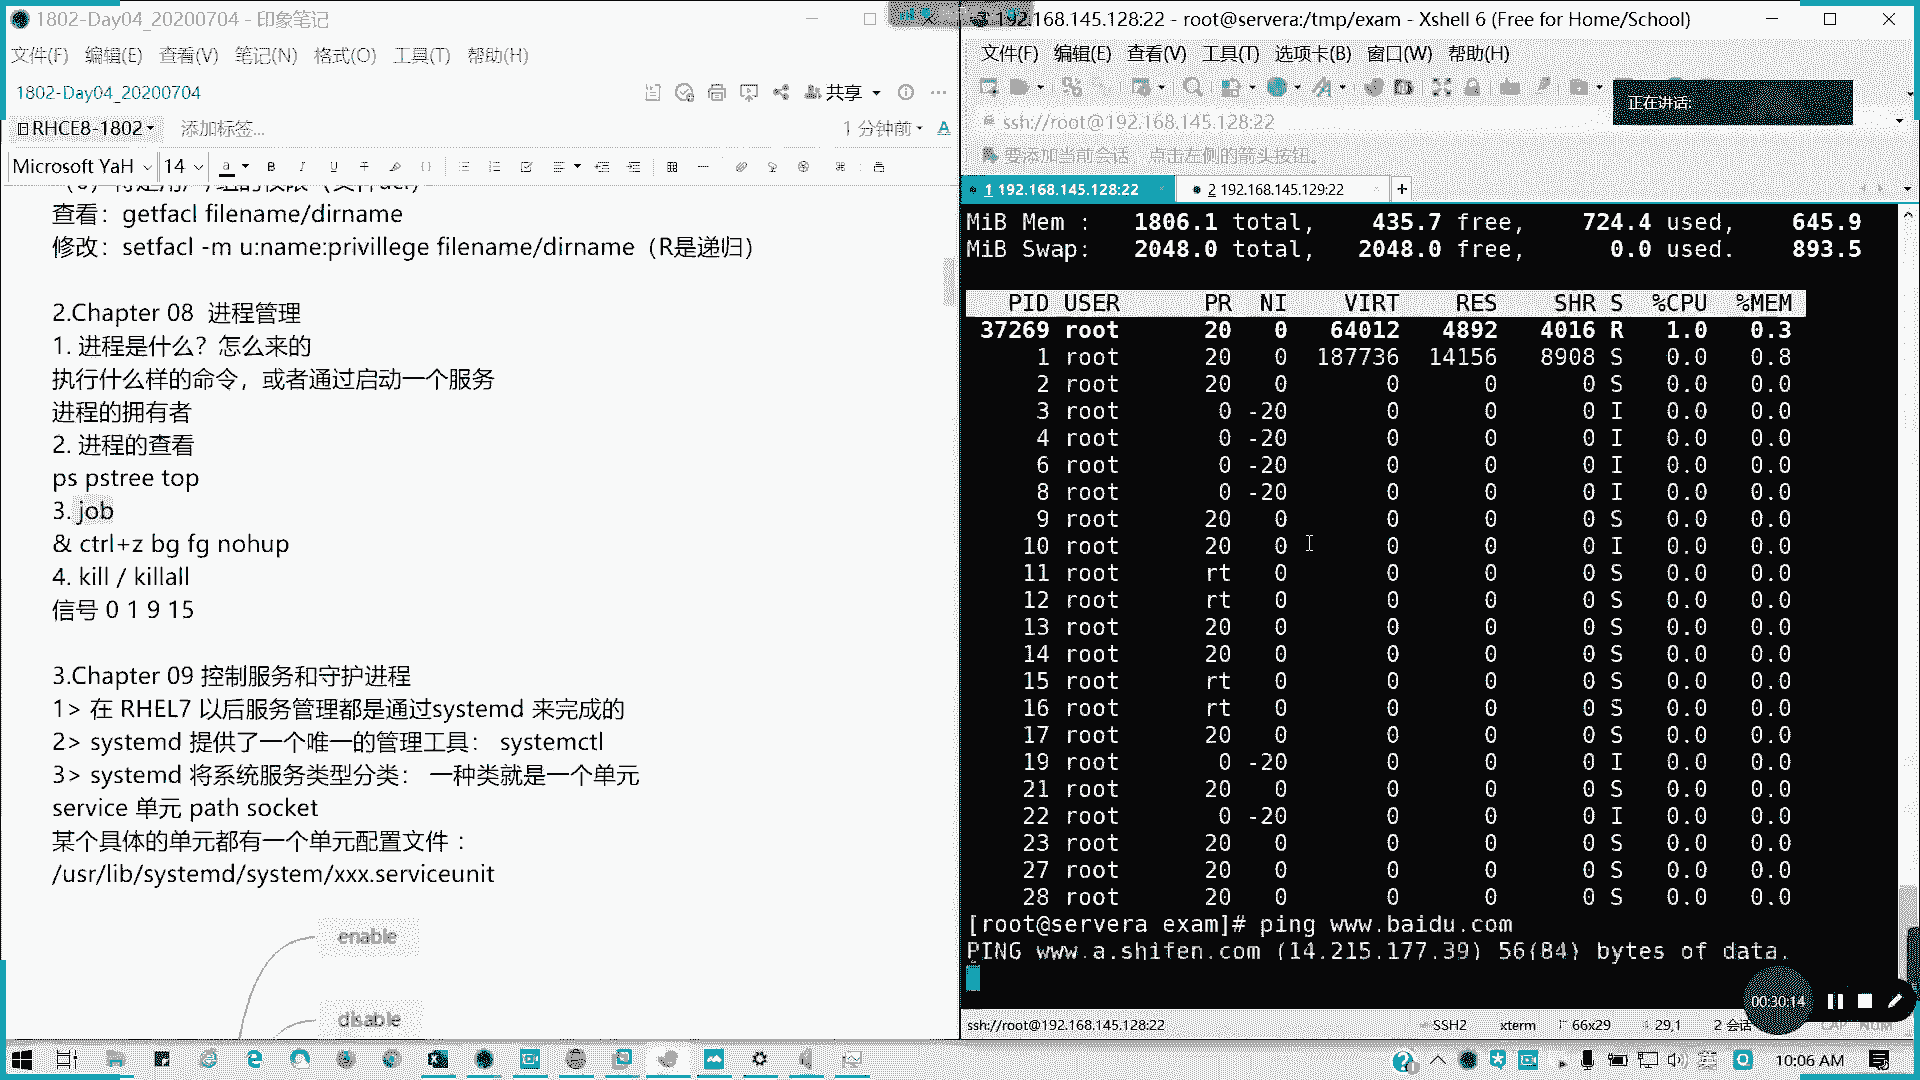 1802-Day04_20200704 - 印象笔记
文件(F) 编辑(E) 查看(V) 笔记(N) 格式(O) 工具(T) 帮助(H)
1802-Day04_20200704
共享
RHCE8-1802 添加标签...
1 分钟前
Microsoft YaH 14
查看：getfacl filename/dirname
修改：setfacl -m u:name:privillege filename/dirname（R是递归）
2.Chapter 08 进程管理
1. 进程是什么？怎么来的
执行什么样的命令，或者通过启动一个服务
进程的拥有者
2. 进程的查看
ps pstree top
3. job
& ctrl+z bg fg nohup
4. kill / killall
信号 0 1 9 15
3.Chapter 09 控制服务和守护进程
1> 在 RHEL7 以后服务管理都是通过systemd 来完成的
2> systemd 提供了一个唯一的管理工具： systemctl
3> systemd 将系统服务类型分类： 一种类就是一个单元
service 单元 path socket
某个具体的单元都有一个单元配置文件：
/usr/lib/systemd/system/xxx.serviceunit
enable
disable
192.168.145.128:22 - root@servera:/tmp/exam - Xshell 6 (Free for Home/School)
文件(F) 编辑(E) 查看(V) 工具(T) 选项卡(B) 窗口(W) 帮助(H)
正在讲话:
ssh://root@192.168.145.128:22
要添加当前会话，点击左侧的箭头按钮。
1 192.168.145.128:22 2 192.168.145.129:22 +
MiB Mem : 1806.1 total, 435.7 free, 724.4 used, 645.9
MiB Swap: 2048.0 total, 2048.0 free, 0.0 used. 893.5
PID USER PR NI VIRT RES SHR S %CPU %MEM
37269 root 20 0 64012 4892 4016 R 1.0 0.3
1 root 20 0 187736 14156 8908 S 0.0 0.8
2 root 20 0 0 0 0 S 0.0 0.0
3 root 0 -20 0 0 0 I 0.0 0.0
4 root 0 -20 0 0 0 I 0.0 0.0
6 root 0 -20 0 0 0 I 0.0 0.0
8 root 0 -20 0 0 0 I 0.0 0.0
9 root 20 0 0 0 0 S 0.0 0.0
10 root 20 0 0 0 0 I 0.0 0.0
11 root rt 0 0 0 0 S 0.0 0.0
12 root rt 0 0 0 0 S 0.0 0.0
13 root 20 0 0 0 0 S 0.0 0.0
14 root 20 0 0 0 0 S 0.0 0.0
15 root rt 0 0 0 0 S 0.0 0.0
16 root rt 0 0 0 0 S 0.0 0.0
17 root 20 0 0 0 0 S 0.0 0.0
19 root 0 -20 0 0 0 I 0.0 0.0
21 root 20 0 0 0 0 S 0.0 0.0
22 root 0 -20 0 0 0 I 0.0 0.0
23 root 20 0 0 0 0 S 0.0 0.0
27 root 20 0 0 0 0 S 0.0 0.0
28 root 20 0 0 0 0 S 0.0 0.0
[root@servera exam]# ping www.baidu.com
PING www.a.shifen.com (14.215.177.39) 56(84) bytes of data.
00:30:14
ssh://root@192.168.145.128:22 SSH2 xterm 66x29 29,1 2 会话 CAP NUM
10:06 AM